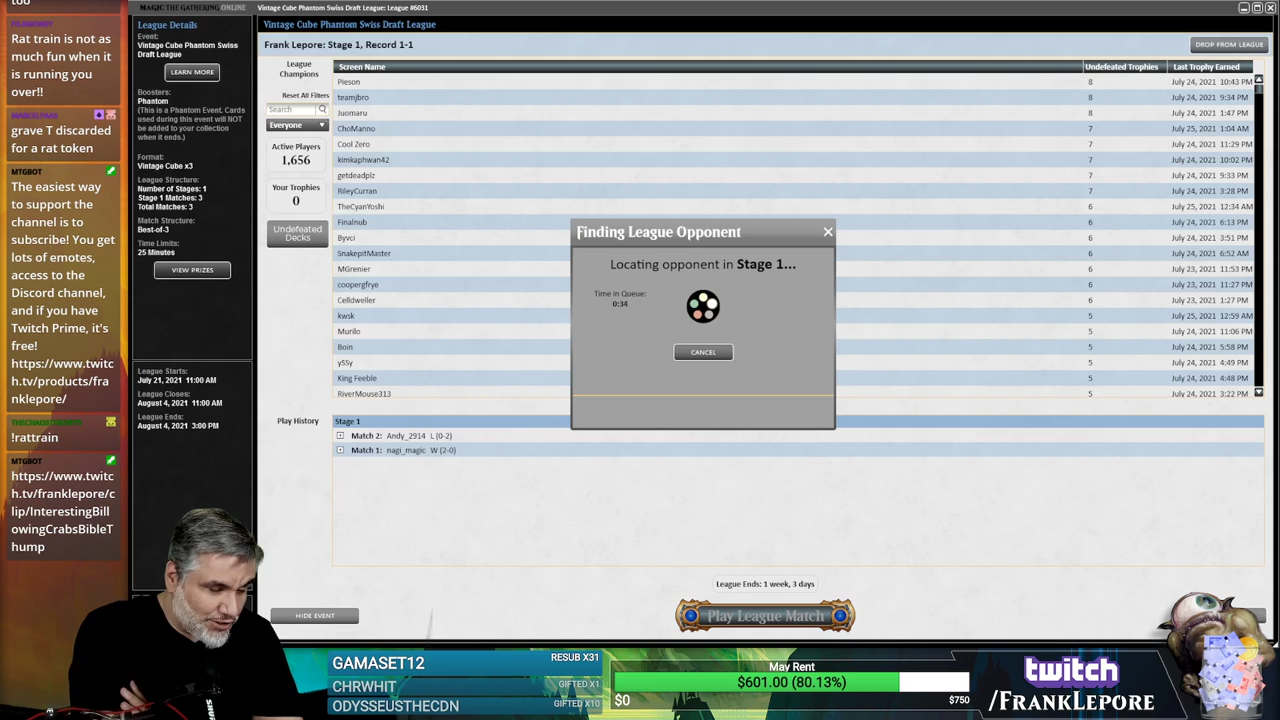 too
Rat train is not as
much fun when it
is running you
over!!
grave T discarded
for a rat token
MTGBOT
The easiest way
to support the
channel is to
subscribe! You get
lots of emotes,
access to the
Discord channel,
and if you have
Twitch Prime, it's
free!
https://www.twitc
h.tv/products/fra
nklepore/
!rattrain
MTGBOT
https://www.twitc
h.tv/franklepore/c
lip/InterestingBill
owingCrabsBibleT
hump
MAGIC THE GATHERING ONLINE
Vintage Cube Phantom Swiss Draft League: League #6031
League Details
Event:
Vintage Cube Phantom Swiss
Draft League
LEARN MORE
Boosters:
Phantom
(This is a Phantom Event. Cards
used during this event will NOT
be added to your collection
when it ends.)
Format:
Vintage Cube x3
League Structure:
Number of Stages: 1
Stage 1 Matches: 3
Total Matches: 3
Match Structure:
Best-of-3
Time Limits:
25 Minutes
VIEW PRIZES
League Starts:
July 21, 2021 11:00 AM
League Closes:
August 4, 2021 11:00 AM
League Ends:
August 4, 2021 3:00 PM
Vintage Cube Phantom Swiss Draft League
Frank Lepore: Stage 1, Record 1-1
DROP FROM LEAGUE
League
Champions
Reset All Filters
Search
Everyone
Active Players
1,656
Your Trophies
0
Undefeated
Decks
Screen Name Undefeated Trophies Last Trophy Earned
Pieson 8 July 24, 2021 10:43 PM
teamjbro 8 July 24, 2021 9:34 PM
Juomaru 8 July 24, 2021 1:47 PM
ChoManno 7 July 25, 2021 1:04 AM
Cool Zero 7 July 24, 2021 11:29 PM
kimkaphwan42 7 July 24, 2021 10:02 PM
getdeadplz 7 July 24, 2021 9:33 PM
RileyCurran 7 July 24, 2021 3:28 PM
TheCyanYoshi 6 July 25, 2021 12:34 AM
Finalnub 6 July 24, 2021 6:13 PM
Byvci 6 July 24, 2021 3:51 PM
SnakepitMaster 6 July 24, 2021 6:52 AM
MGrenier 6 July 23, 2021 11:53 PM
coopergfrye 6 July 23, 2021 11:27 PM
Celldweller 6 July 23, 2021 1:27 PM
kwsk 5 July 25, 2021 12:59 AM
Murilo 5 July 24, 2021 11:06 PM
Boin 5 July 24, 2021 5:58 PM
ySSy 5 July 24, 2021 4:49 PM
King Feeble 5 July 24, 2021 4:48 PM
RiverMouse313 5 July 24, 2021 3:22 PM
Finding League Opponent
Locating opponent in Stage 1...
Time in Queue:
0:34
CANCEL
Play History
Stage 1
Match 2: Andy_2914 L (0-2)
Match 1: nagi_magic W (2-0)
League Ends: 1 week, 3 days
HIDE EVENT
Play League Match
GAMASET12 RESUB X31
CHRWHIT GIFTED X1
ODYSSEUSTHECDN GIFTED X10
May Rent
$601.00 (80.13%)
$0
$750
twitch
/FRANKLEPORE